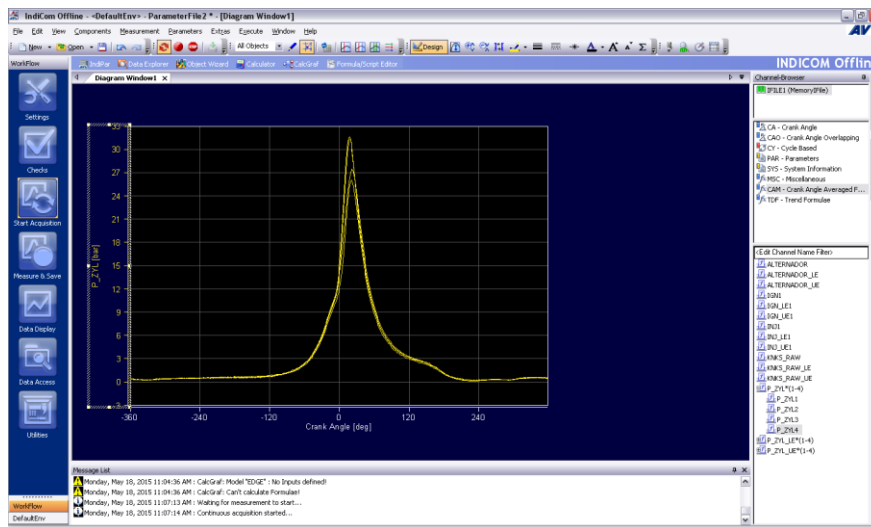 IndiCom Offline - <DefaultEnv> - ParameterFile2 * - [Diagram Window1]
File Edit View Components Measurement Parameters Extras Execute Window Help
New Open All Objects Design
WorkFlow IndiPar Data Explorer Object Wizard Calculator CalcGraf Formula/Script Editor INDICOM Offlin
Diagram Window1 x
Settings
Checks
Start Acquisition
Measure & Save
Data Display
Data Access
Utilities
WorkFlow
DefaultEnv
33
30
27
24
21
18
15
12
9
6
3
0
-3
P_ZYL [bar]
-360 -240 -120 0 120 240
Crank Angle [deg]
Channel-Browser
IFILE1 (MemoryIFile)
CA - Crank Angle
CAO - Crank Angle Overlapping
CY - Cycle Based
PAR - Parameters
SYS - System Information
MSC - Miscellaneous
CAM - Crank Angle Averaged F...
TDF - Trend Formulae
<Edit Channel Name Filter>
ALTERNADOR
ALTERNADOR_LE
ALTERNADOR_UE
IGN1
IGN_LE1
IGN_UE1
INJ1
INJ_LE1
INJ_UE1
KNKS_RAW
KNKS_RAW_LE
KNKS_RAW_UE
P_ZYL*(1-4)
P_ZYL1
P_ZYL2
P_ZYL3
P_ZYL4
P_ZYL_LE*(1-4)
P_ZYL_UE*(1-4)
Message List
Monday, May 18, 2015 11:04:36 AM : CalcGraf: Model "EDGE" : No Inputs defined!
Monday, May 18, 2015 11:04:36 AM : CalcGraf: Can't calculate Formulae!
Monday, May 18, 2015 11:07:13 AM : Waiting for measurement to start...
Monday, May 18, 2015 11:07:14 AM : Continuous acquisition started...